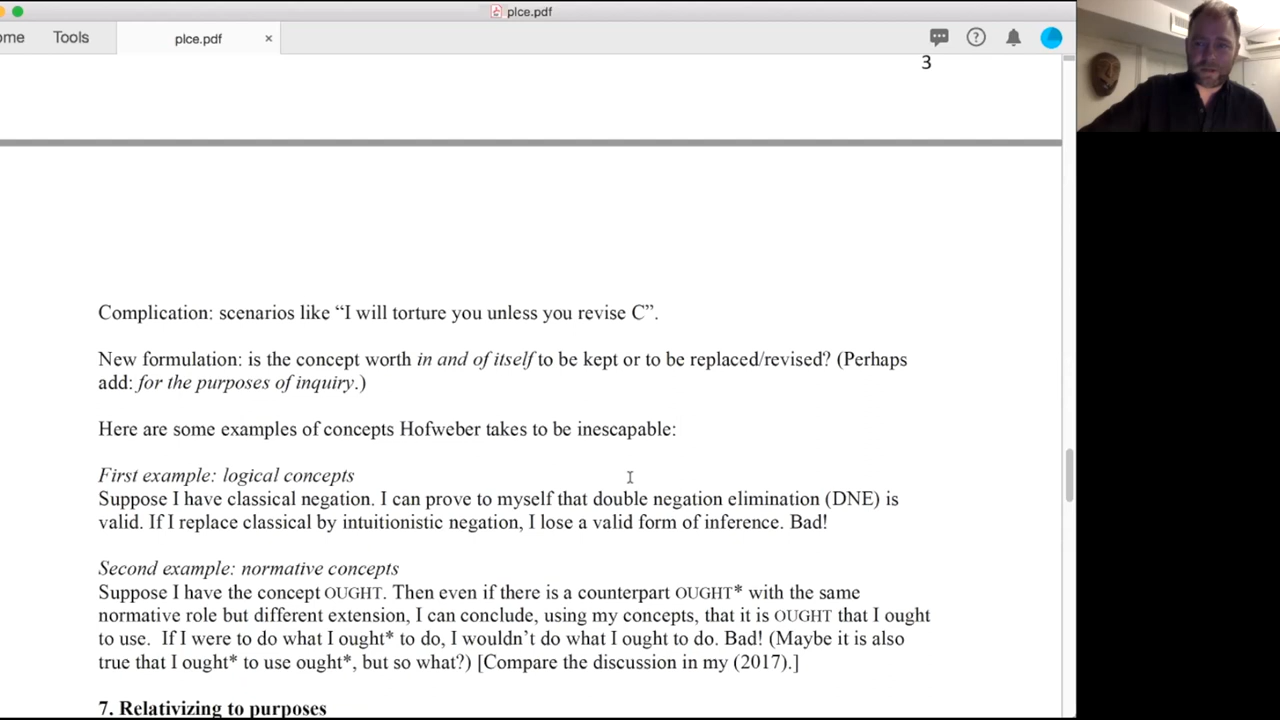 plce.pdf
ome Tools plce.pdf ×
3
Complication: scenarios like “I will torture you unless you revise C”.
New formulation: is the concept worth in and of itself to be kept or to be replaced/revised? (Perhaps
add: for the purposes of inquiry.)
Here are some examples of concepts Hofweber takes to be inescapable:
First example: logical concepts
Suppose I have classical negation. I can prove to myself that double negation elimination (DNE) is
valid. If I replace classical by intuitionistic negation, I lose a valid form of inference. Bad!
Second example: normative concepts
Suppose I have the concept OUGHT. Then even if there is a counterpart OUGHT* with the same
normative role but different extension, I can conclude, using my concepts, that it is OUGHT that I ought
to use.  If I were to do what I ought* to do, I wouldn’t do what I ought to do. Bad! (Maybe it is also
true that I ought* to use ought*, but so what?) [Compare the discussion in my (2017).]
7. Relativizing to purposes